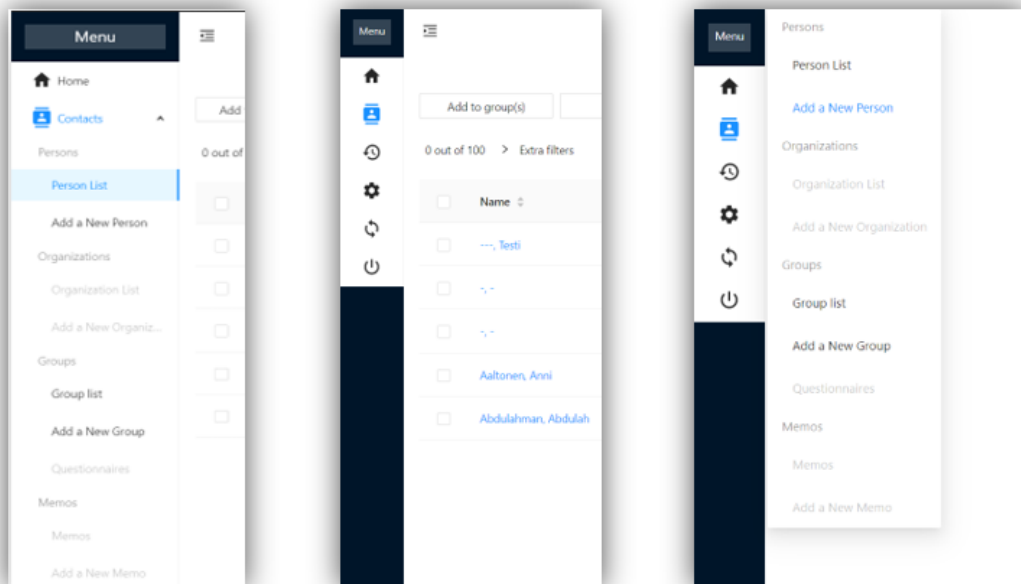 Menu
Home
Contacts
Persons
Person List
Add a New Person
Organizations
Organization List
Add a New Organiz...
Groups
Group list
Add a New Group
Questionnaires
Memos
Memos
Add a New Memo
Add
0 out of
Menu
Add to group(s)
0 out of 100 > Extra filters
Name
---, Testi
-, -
-, -
Aaltonen, Anni
Abdulahman, Abdulah
Menu
Persons
Person List
Add a New Person
Organizations
Organization List
Add a New Organization
Groups
Group list
Add a New Group
Questionnaires
Memos
Memos
Add a New Memo